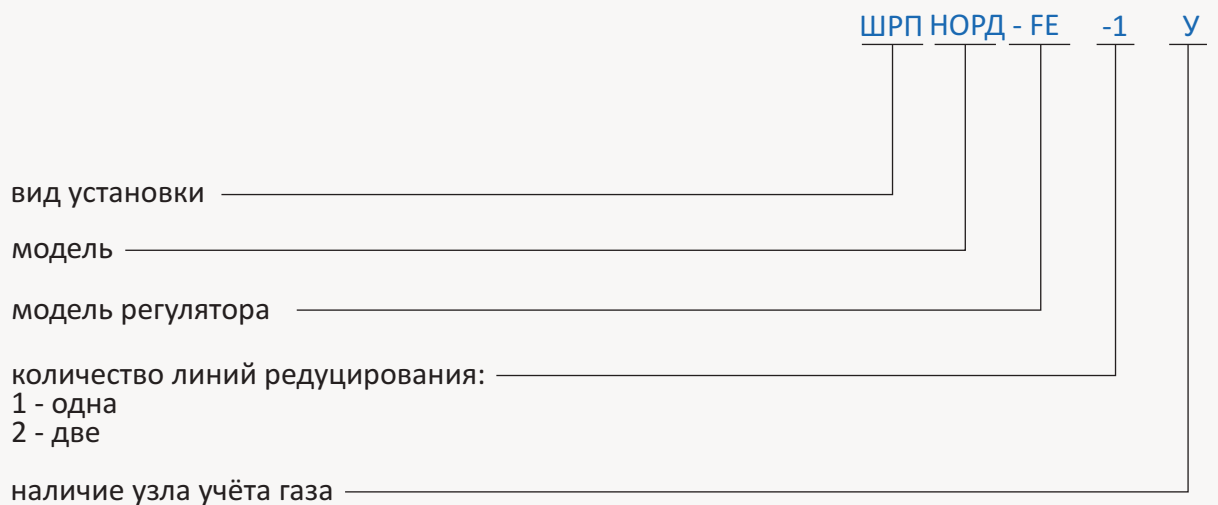 ШРП НОРД - FE -1 У
вид установки
модель
модель регулятора
количество линий редуцирования:
1 - одна
2 - две
наличие узла учёта газа